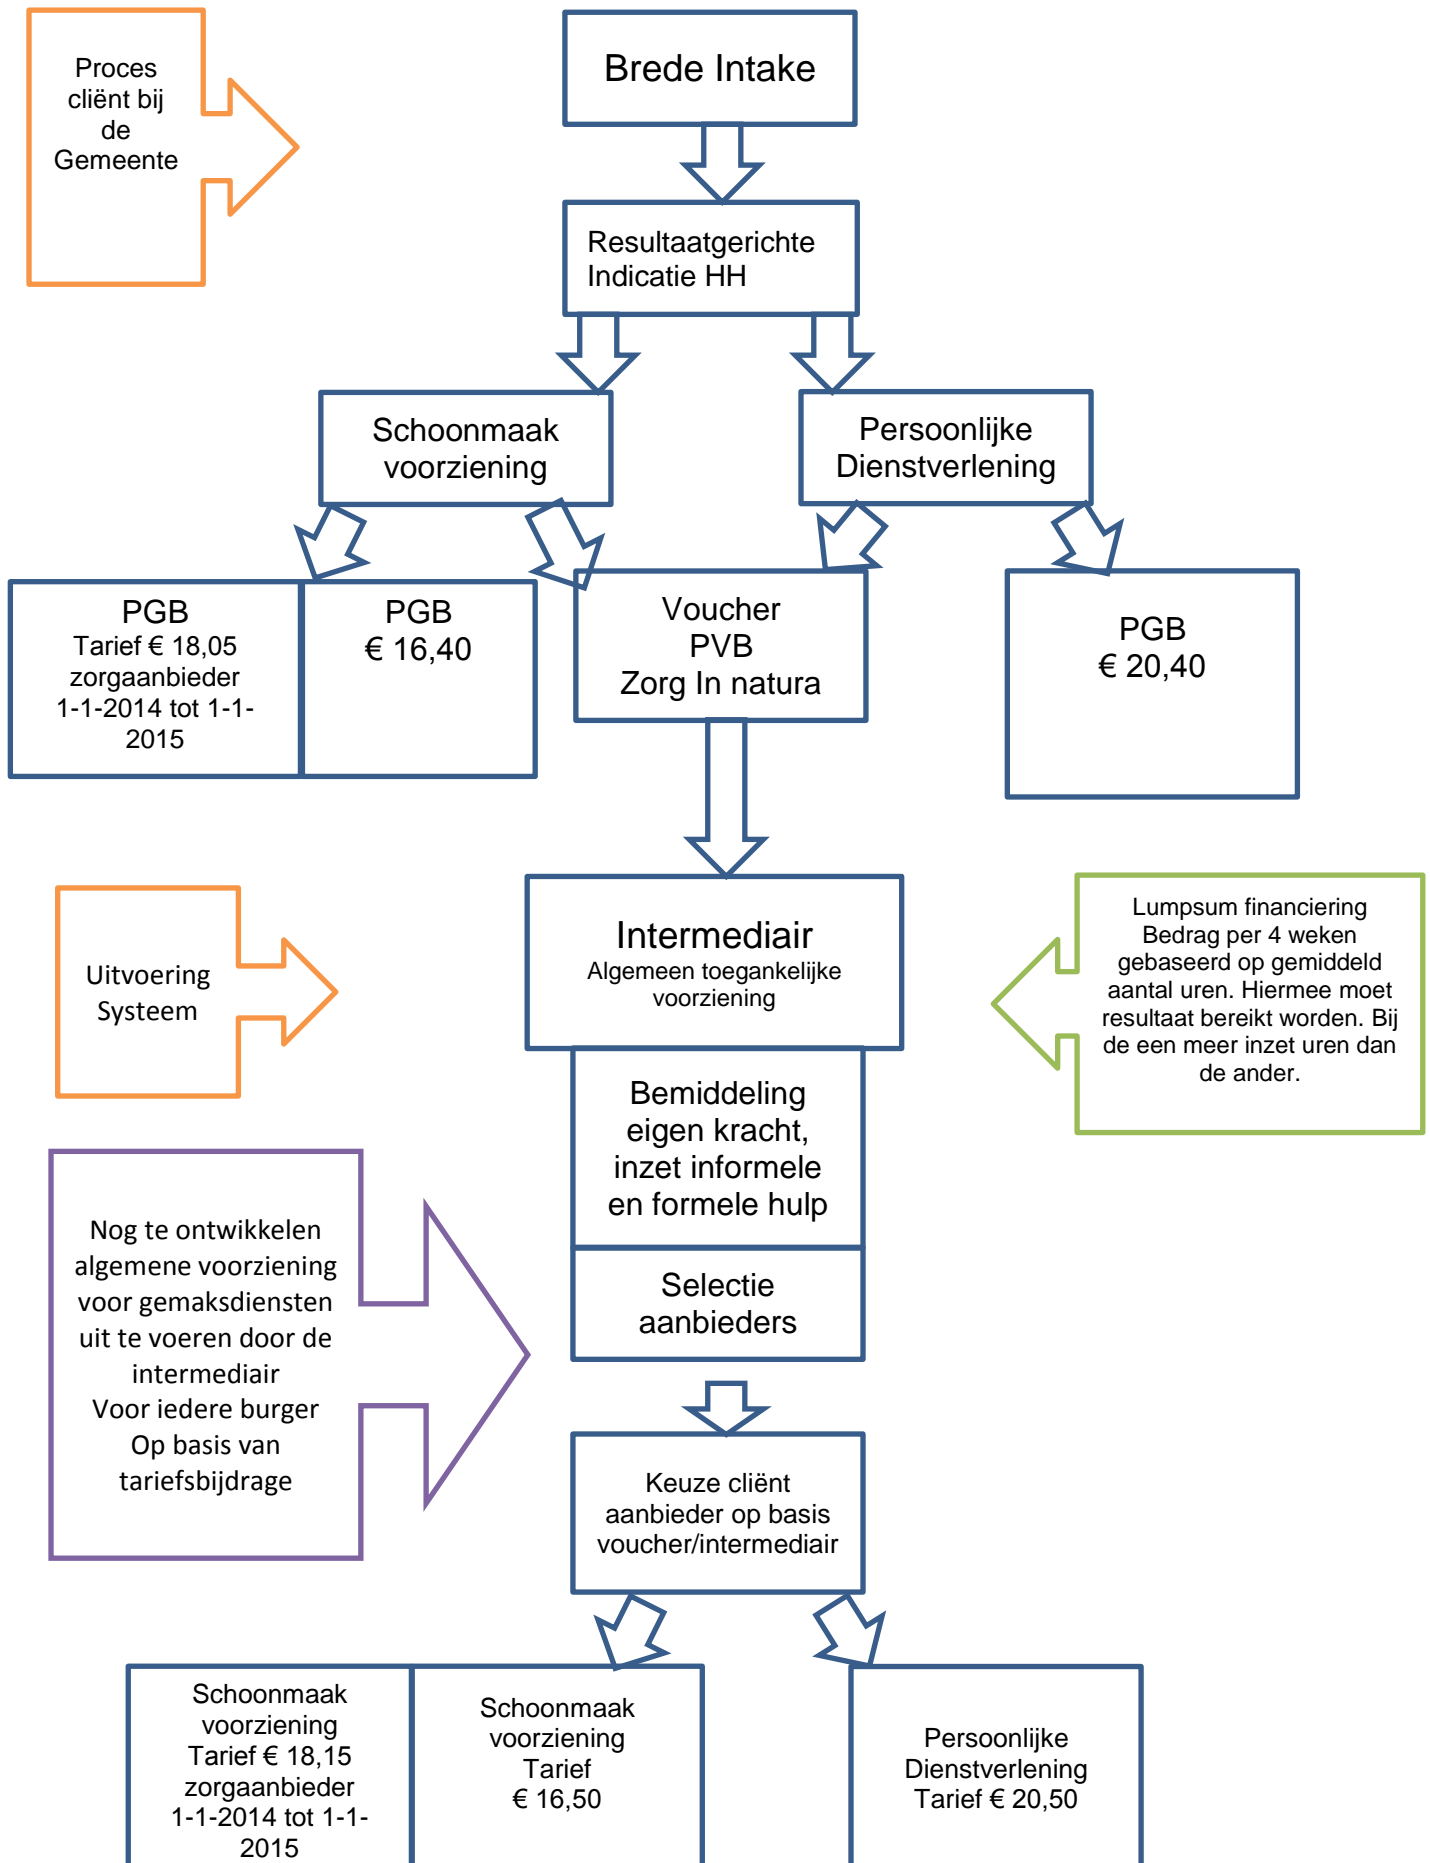 Proces
cliënt bij
de
Gemeente
Brede Intake
Resultaatgerichte
Indicatie HH
Schoonmaak
voorziening
Persoonlijke
Dienstverlening
PGB
Tarief € 18,05
zorgaanbieder
1-1-2014 tot 1-1-
2015
PGB
€ 16,40
Voucher
PVB
Zorg In natura
PGB
€ 20,40
Uitvoering
Systeem
Intermediair
Algemeen toegankelijke
voorziening
Lumpsum financiering
Bedrag per 4 weken
gebaseerd op gemiddeld
aantal uren. Hiermee moet
resultaat bereikt worden. Bij
de een meer inzet uren dan
de ander.
Bemiddeling
eigen kracht,
inzet informele
en formele hulp
Selectie
aanbieders
Nog te ontwikkelen
algemene voorziening
voor gemaksdiensten
uit te voeren door de
intermediair
Voor iedere burger
Op basis van
tariefsbijdrage
Keuze cliënt
aanbieder op basis
voucher/intermediair
Schoonmaak
voorziening
Tarief € 18,15
zorgaanbieder
1-1-2014 tot 1-1-
2015
Schoonmaak
voorziening
Tarief
€ 16,50
Persoonlijke
Dienstverlening
Tarief € 20,50